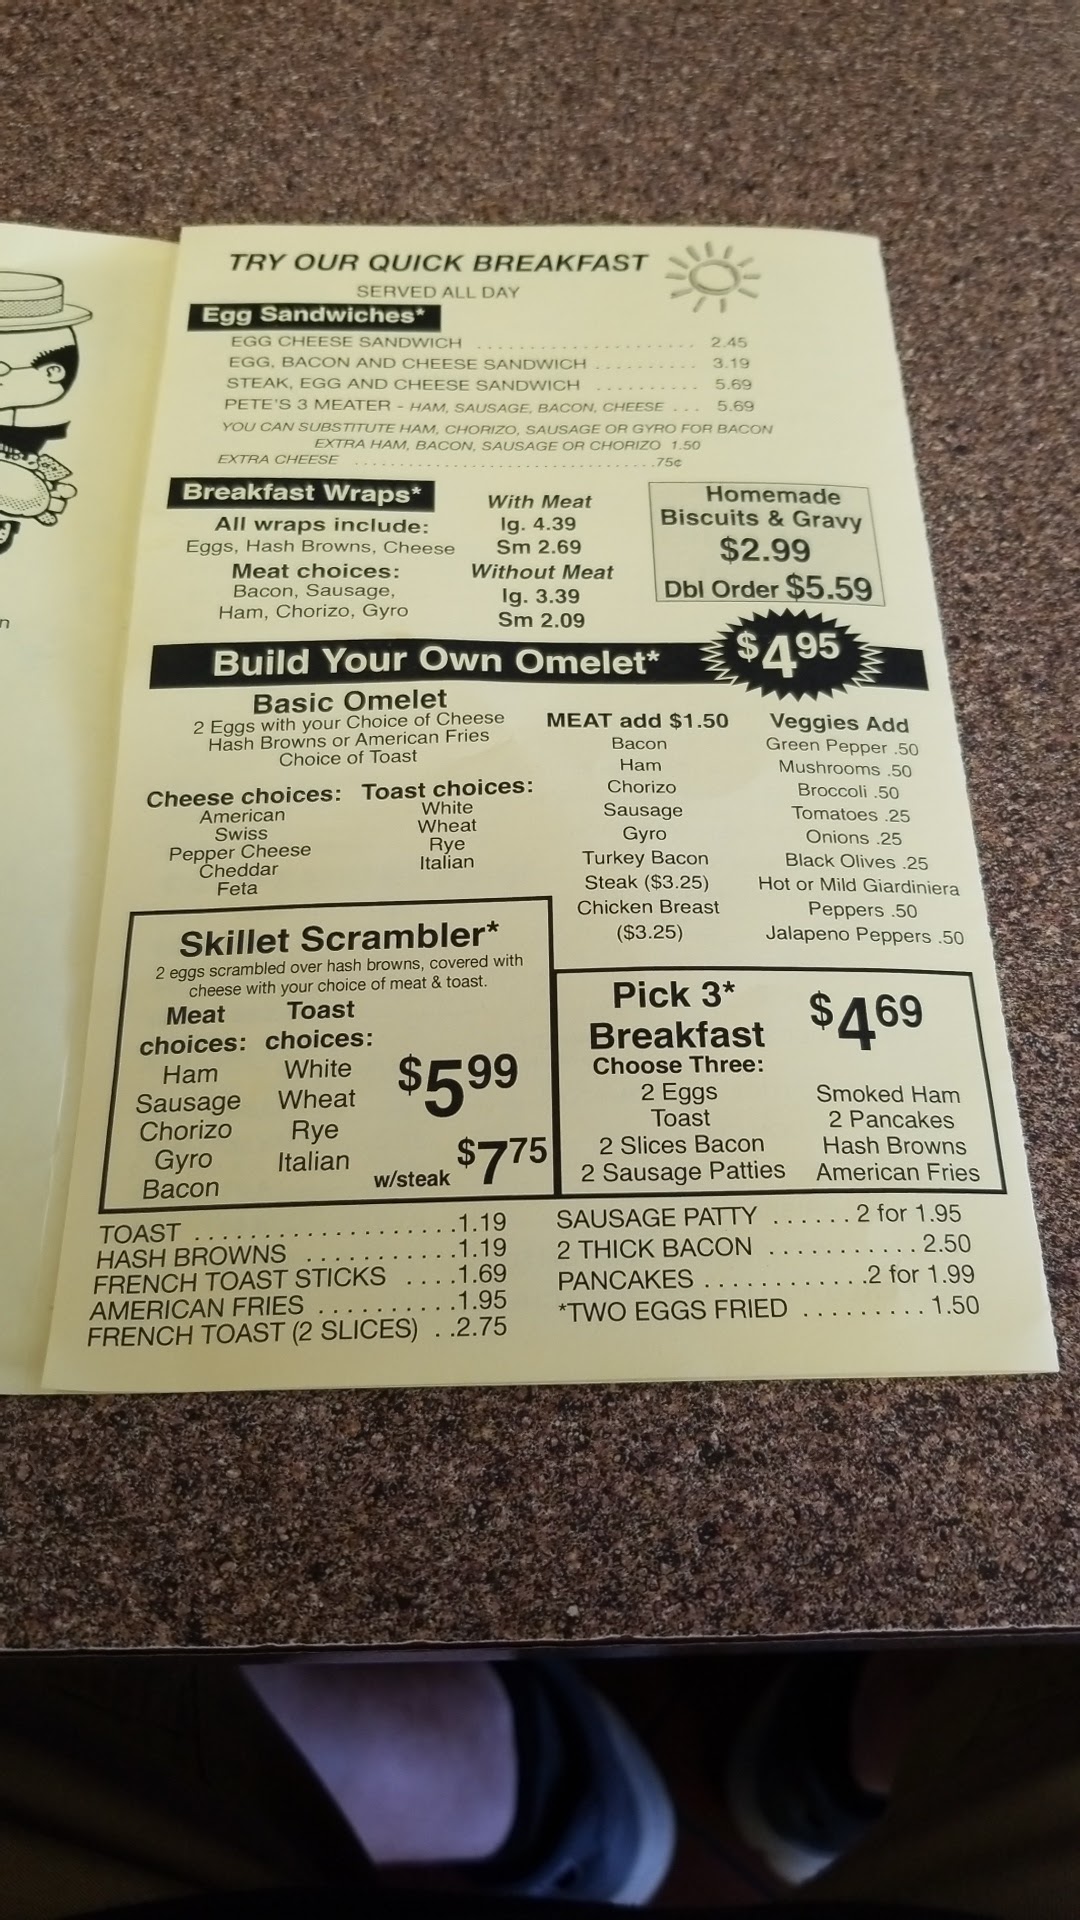 TRY OUR QUICK BREAKFAST
SERVED ALL DAY
Egg Sandwiches*
EGG CHEESE SANDWICH ..................... 2.45
EGG, BACON AND CHEESE SANDWICH .......... 3.19
STEAK, EGG AND CHEESE SANDWICH .......... 5.69
PETE'S 3 MEATER - HAM, SAUSAGE, BACON, CHEESE ... 5.69
YOU CAN SUBSTITUTE HAM, CHORIZO, SAUSAGE OR GYRO FOR BACON
EXTRA HAM, BACON, SAUSAGE OR CHORIZO 1.50
EXTRA CHEESE ................................ .75¢
Breakfast Wraps*
All wraps include:
Eggs, Hash Browns, Cheese
Meat choices:
Bacon, Sausage,
Ham, Chorizo, Gyro
With Meat
lg. 4.39
Sm 2.69
Without Meat
lg. 3.39
Sm 2.09
Homemade
Biscuits & Gravy
$2.99
Dbl Order $5.59
Build Your Own Omelet* $4.95
Basic Omelet
2 Eggs with your Choice of Cheese
Hash Browns or American Fries
Choice of Toast
Cheese choices:
American
Swiss
Pepper Cheese
Cheddar
Feta
Toast choices:
White
Wheat
Rye
Italian
MEAT add $1.50
Bacon
Ham
Chorizo
Sausage
Gyro
Turkey Bacon
Steak ($3.25)
Chicken Breast
($3.25)
Veggies Add
Green Pepper .50
Mushrooms .50
Broccoli .50
Tomatoes .25
Onions .25
Black Olives .25
Hot or Mild Giardiniera
Peppers .50
Jalapeno Peppers .50
Skillet Scrambler*
2 eggs scrambled over hash browns, covered with
cheese with your choice of meat & toast.
Meat
choices:
Ham
Sausage
Chorizo
Gyro
Bacon
Toast
choices:
White
Wheat
Rye
Italian
$5.99
w/steak $7.75
Pick 3*
Breakfast
$4.69
Choose Three:
2 Eggs
Toast
2 Slices Bacon
2 Sausage Patties
Smoked Ham
2 Pancakes
Hash Browns
American Fries
TOAST ....................1.19
HASH BROWNS ...........1.19
FRENCH TOAST STICKS ....1.69
AMERICAN FRIES ..........1.95
FRENCH TOAST (2 SLICES) ..2.75
SAUSAGE PATTY ...... 2 for 1.95
2 THICK BACON ........... 2.50
PANCAKES ............2 for 1.99
*TWO EGGS FRIED ......... 1.50